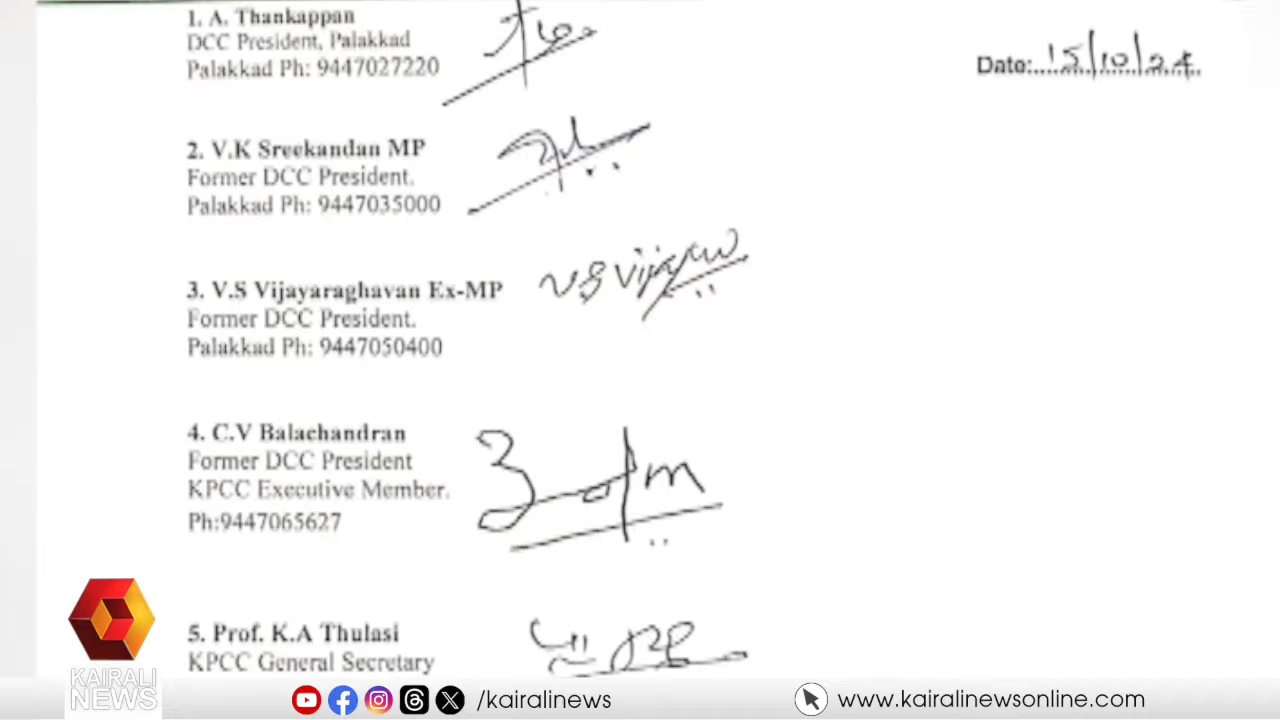 1. A. Thankappan
DCC President, Palakkad
Palakkad Ph: 9447027220
Date:...15/10/24
2. V.K Sreekandan MP
Former DCC President.
Palakkad Ph: 9447035000
3. V.S Vijayaraghavan Ex-MP
Former DCC President.
Palakkad Ph: 9447050400
4. C.V Balachandran
Former DCC President
KPCC Executive Member.
Ph:9447065627
5. Prof. K.A Thulasi
KPCC General Secretary
KAIRALI
NEWS
/kairalinews
www.kairalinewsonline.com